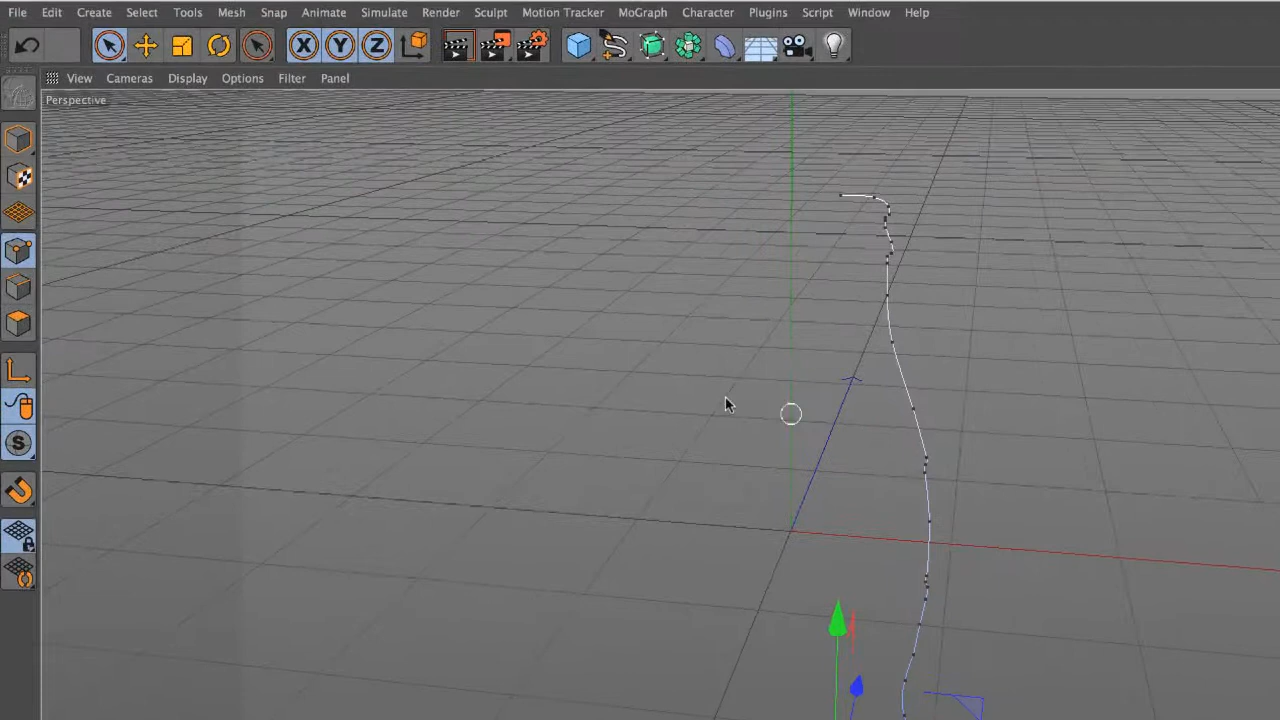 File Edit Create Select Tools Mesh Snap Animate Simulate Render Sculpt Motion Tracker MoGraph Character Plugins Script Window Help
X Y Z
View Cameras Display Options Filter Panel
Perspective
S